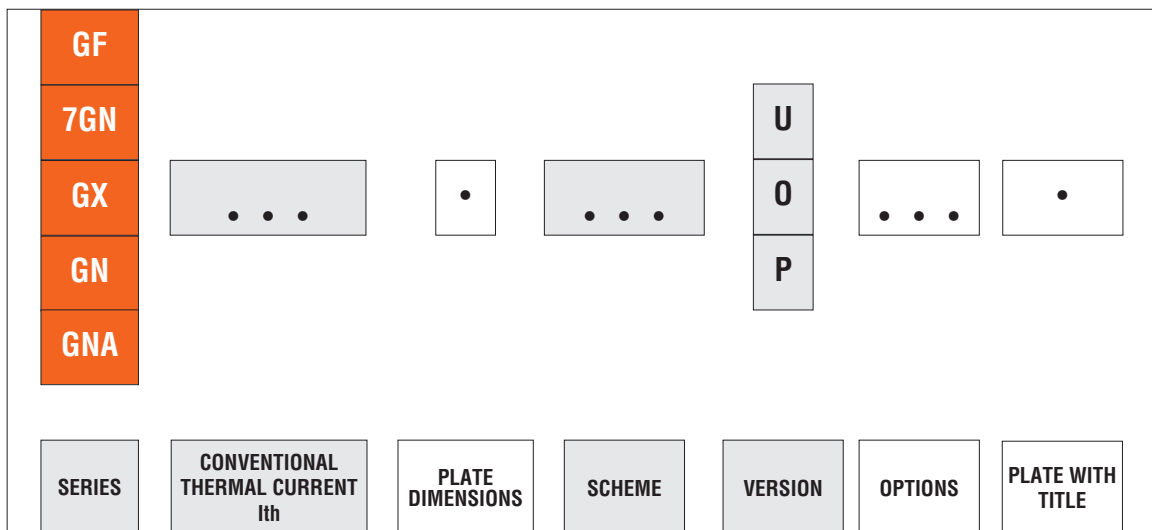 GF
7GN
GX
GN
GNA
• • •
•
• • •
U
O
P
• • •
•
SERIES
CONVENTIONAL
THERMAL CURRENT
Ith
PLATE
DIMENSIONS
SCHEME
VERSION
OPTIONS
PLATE WITH
TITLE